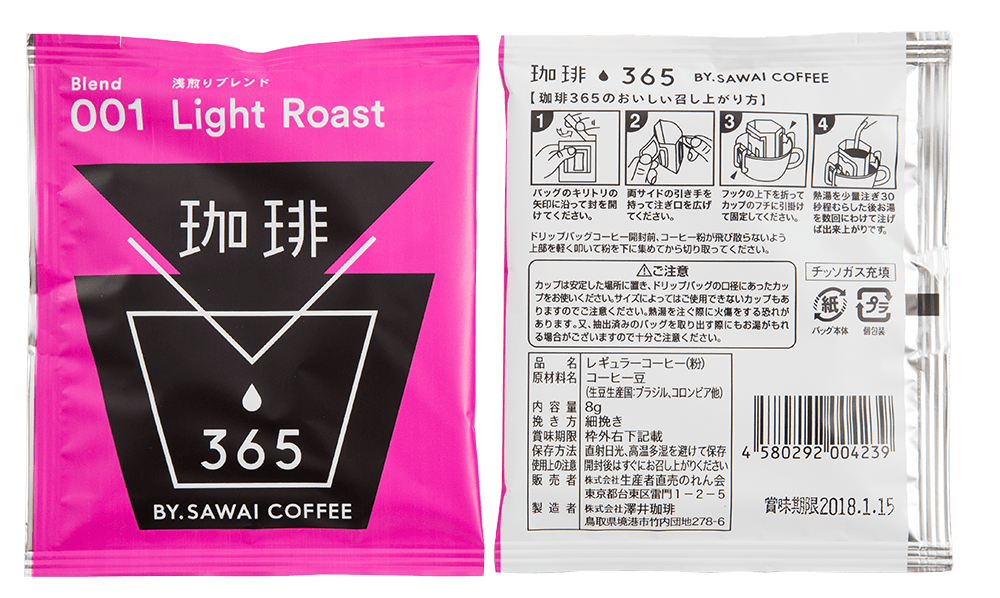 Blend
001
浅煎りブレンド
Light Roast
珈琲
365
BY.SAWAI COFFEE
珈琲 365 BY.SAWAI COFFEE
【珈琲365のおいしい召し上がり方】
1
バッグのキリトリの
矢印に沿って封を開
けてください。
2
両サイドの引き手を
持って注ぎ口を広げ
てください。
3
フックの上下を折って
カップのフチに引掛け
て固定してください。
4
熱湯を少量注ぎ30
秒程むらした後お湯
を数回にわけて注げ
ば出来上がりです。
ドリップバッグコーヒー開封前、コーヒー粉が飛び散らないよう
上部を軽く叩いて粉を下に集めてから切り取ってください。
ご注意
カップは安定した場所に置き、ドリップバッグの口径にあったカッ
プをお使いください。サイズによってはご使用できないカップもあ
りますのでご注意ください。熱湯を注ぐ際に火傷をする恐れが
あります。又、抽出済みのバッグを取り出す際にもお湯がもれ
る場合がございますので十分ご注意ください。
チッソガス充填
紙
バッグ本体
プラ
個包装
品名 レギュラーコーヒー(粉)
原材料名 コーヒー豆
(生豆生産国:ブラジル、コロンビア他)
内容量 8g
挽き方 細挽き
賞味期限 枠外右下記載
保存方法 直射日光、高温多湿を避けて保存
使用上の注意 開封後はすぐにお召し上がりください
販売者 株式会社 生産者直売のれん会
東京都台東区雷門1-2-5
製造者 株式会社 澤井珈琲
鳥取県境港市竹内団地278-6
4 580292 004239
賞味期限2018.1.15